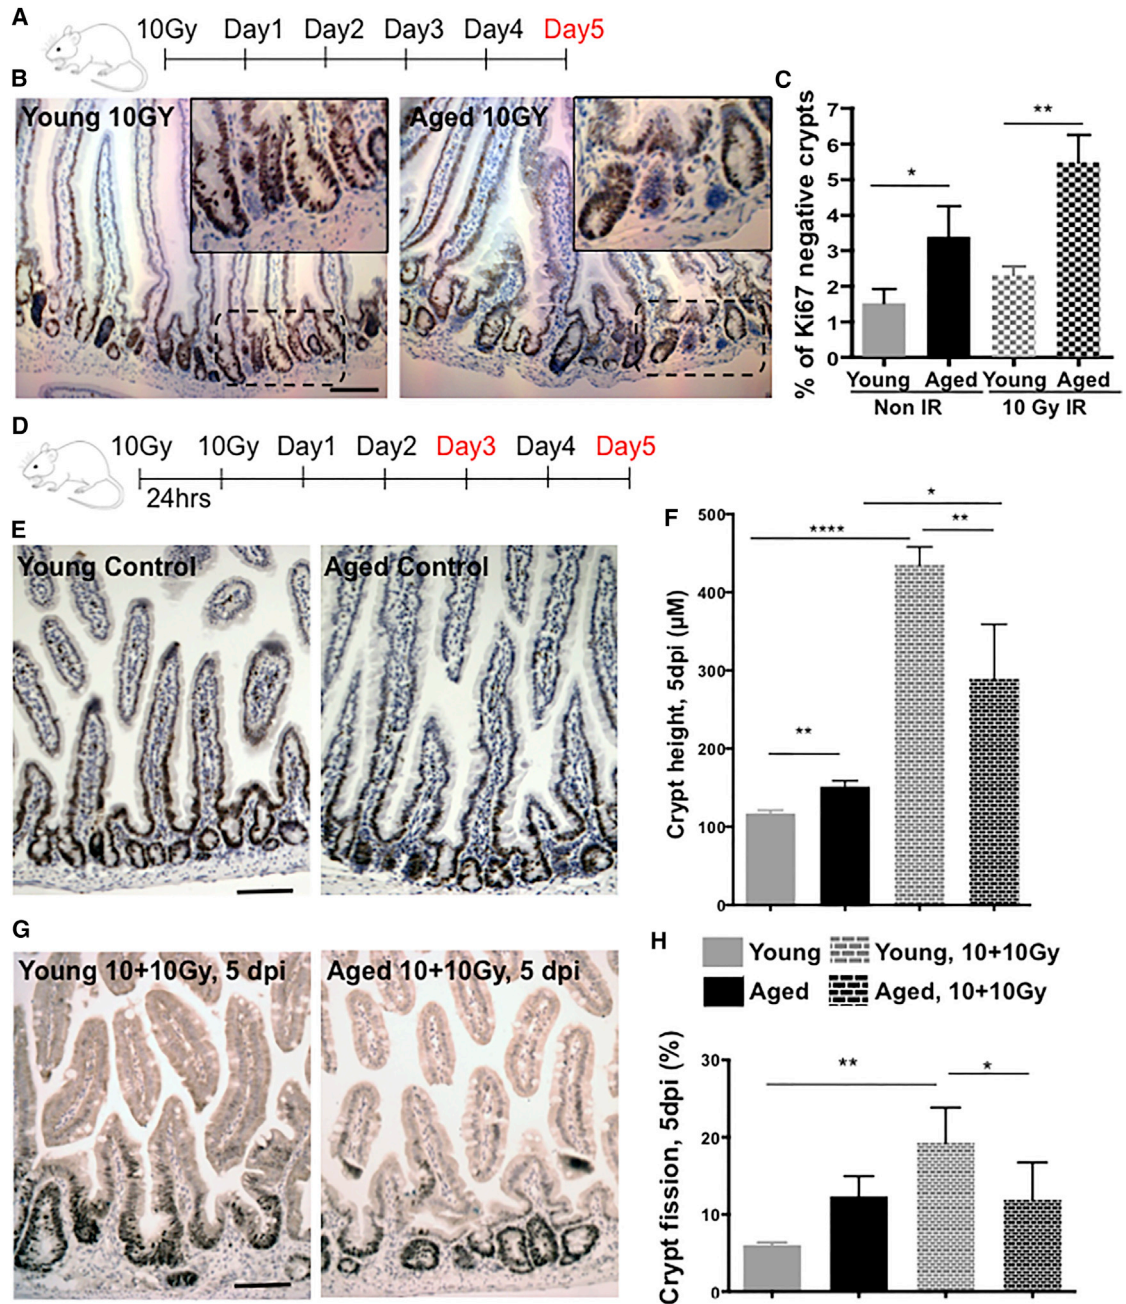 A
10Gy Day1 Day2 Day3 Day4 Day5
B
Young 10GY
Aged 10GY
C
% of Ki67 negative crypts
7
6
5
4
3
2
1
0
*
**
Young Aged Young Aged
Non IR 10 Gy IR
D
10Gy 10Gy Day1 Day2 Day3 Day4 Day5
24hrs
E
Young Control
Aged Control
F
Crypt height, 5dpi (µM)
500
400
300
200
100
0
**
****
**
*
G
Young 10+10Gy, 5 dpi
Aged 10+10Gy, 5 dpi
H
Young Young, 10+10Gy
Aged Aged, 10+10Gy
Crypt fission, 5dpi (%)
30
20
10
0
**
*